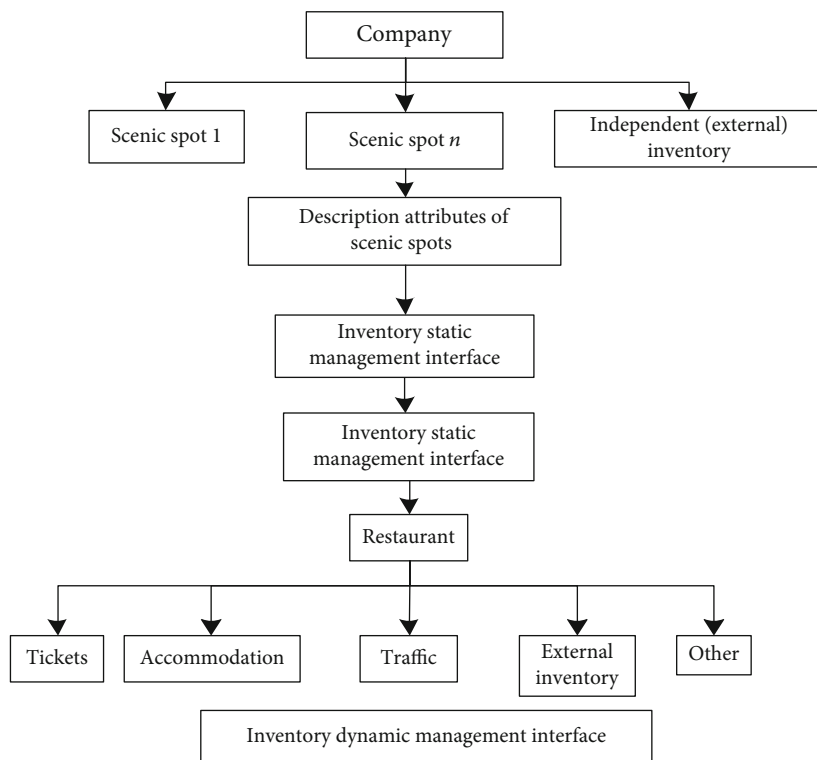 Company
Scenic spot 1
Scenic spot n
Independent (external)
inventory
Description attributes of
scenic spots
Inventory static
management interface
Inventory static
management interface
Restaurant
Tickets
Accommodation
Traffic
External
inventory
Other
Inventory dynamic management interface